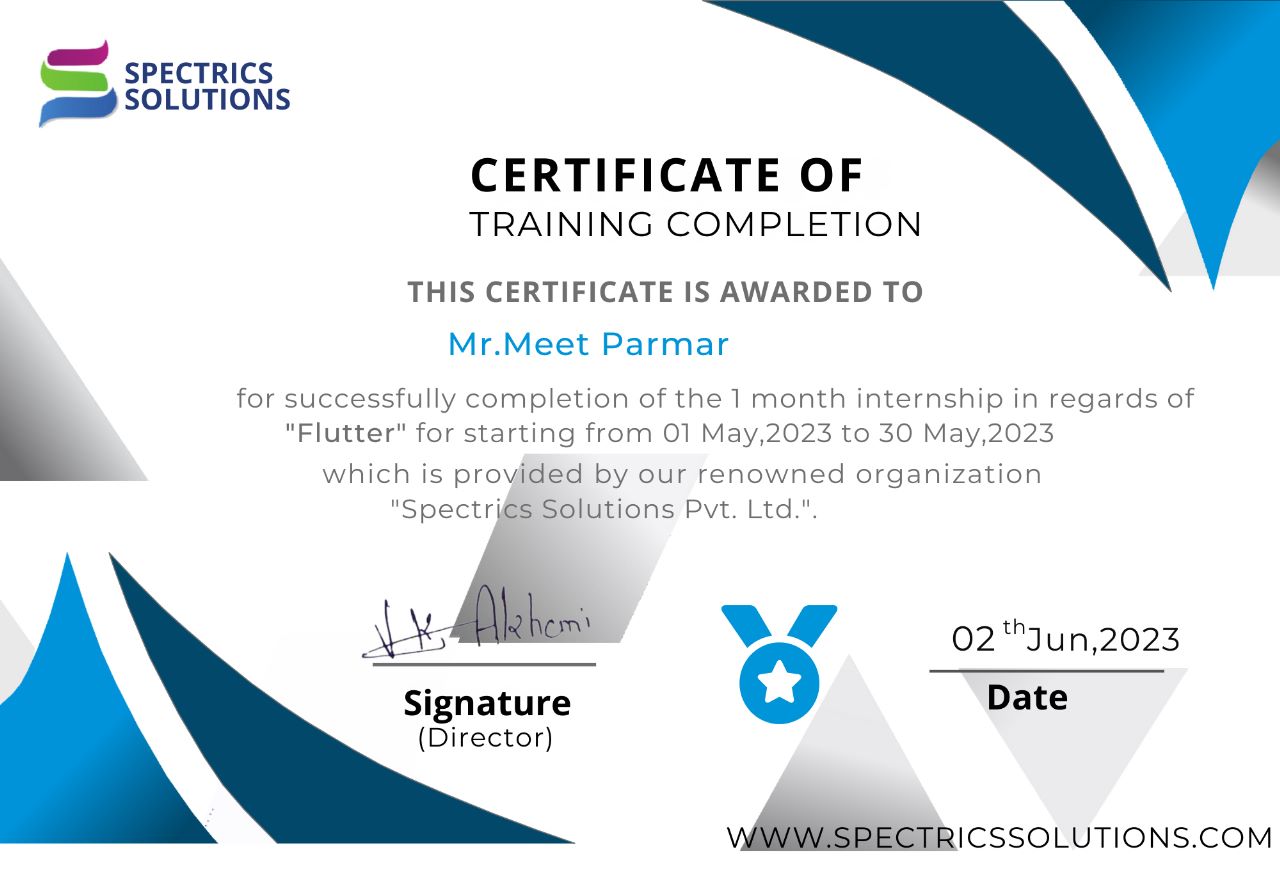 SPECTRICS
SOLUTIONS
CERTIFICATE OF
TRAINING COMPLETION
THIS CERTIFICATE IS AWARDED TO
Mr.Meet Parmar
for successfully completion of the 1 month internship in regards of
"Flutter" for starting from 01 May,2023 to 30 May,2023
which is provided by our renowned organization
"Spectrics Solutions Pvt. Ltd.".
02 th Jun,2023
Signature
(Director)
Date
WWW.SPECTRICSSOLUTIONS.COM